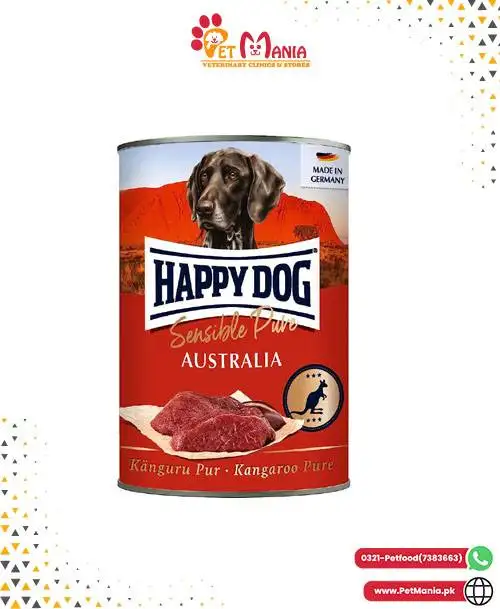 PET MANIA
VETERINARY CLINICS & STORES
MADE IN
GERMANY
HAPPY DOG
Sensible Pure
AUSTRALIA
Känguru Pur · Kangaroo Pure
0321-Petfood(7383663)
www.PetMania.pk